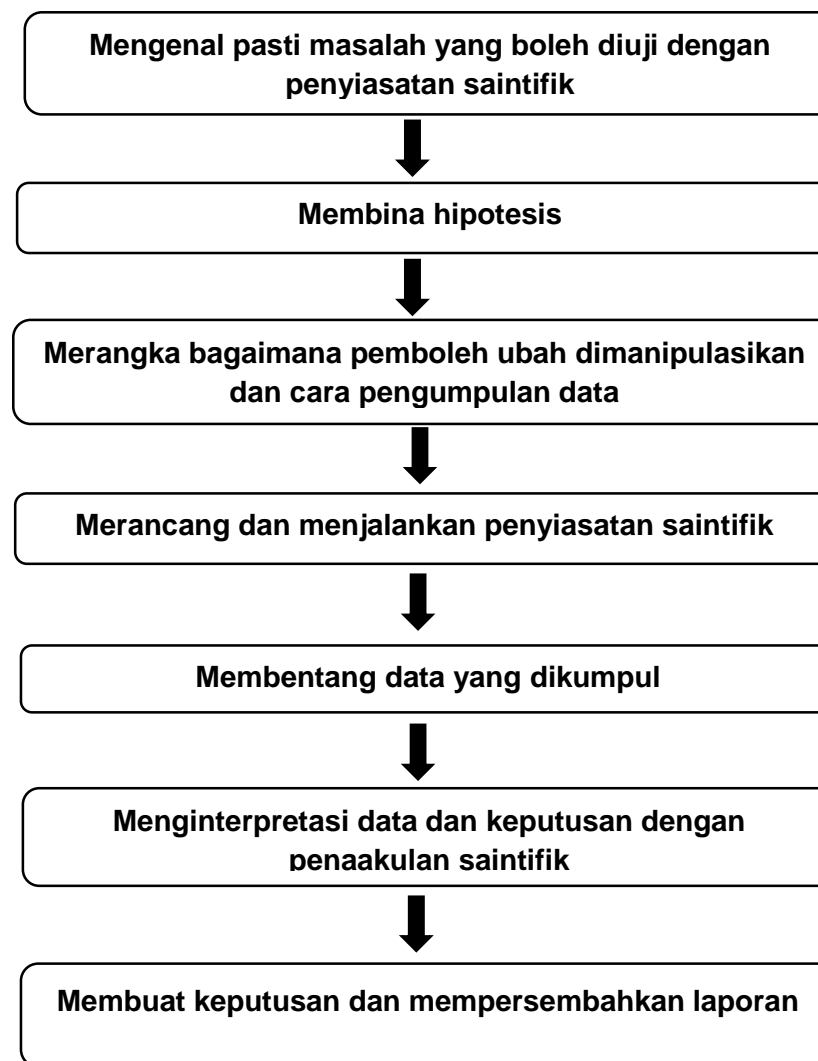 Mengenal pasti masalah yang boleh diuji dengan
penyiasatan saintifik
Membina hipotesis
Merangka bagaimana pemboleh ubah dimanipulasikan
dan cara pengumpulan data
Merancang dan menjalankan penyiasatan saintifik
Membentang data yang dikumpul
Menginterpretasi data dan keputusan dengan
penaakulan saintifik
Membuat keputusan dan mempersembahkan laporan